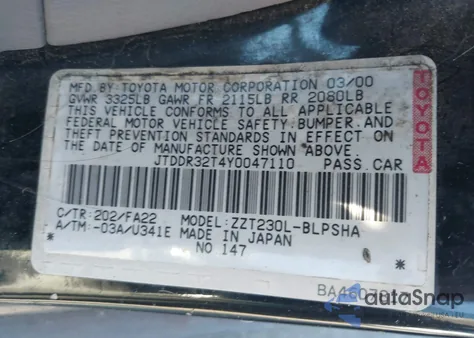 MFD BY TOYOTA MOTOR CORPORATION 03/00
GVWR 3325LB GAWR FR 2115LB RR 2080LB
THIS VEHICLE CONFORMS TO ALL APPLICABLE
FEDERAL MOTOR VEHICLE SAFETY, BUMPER, AND
THEFT PREVENTION STANDARDS IN EFFECT ON
THE DATE OF MANUFACTURE SHOWN ABOVE.
JTDDR32T4Y0047110 PASS.CAR
C/TR:202/FA22 MODEL:ZZT230L-BLPSHA
A/TM:-03A/U341E MADE IN JAPAN
NO 147
TOYOTA
autoSnap